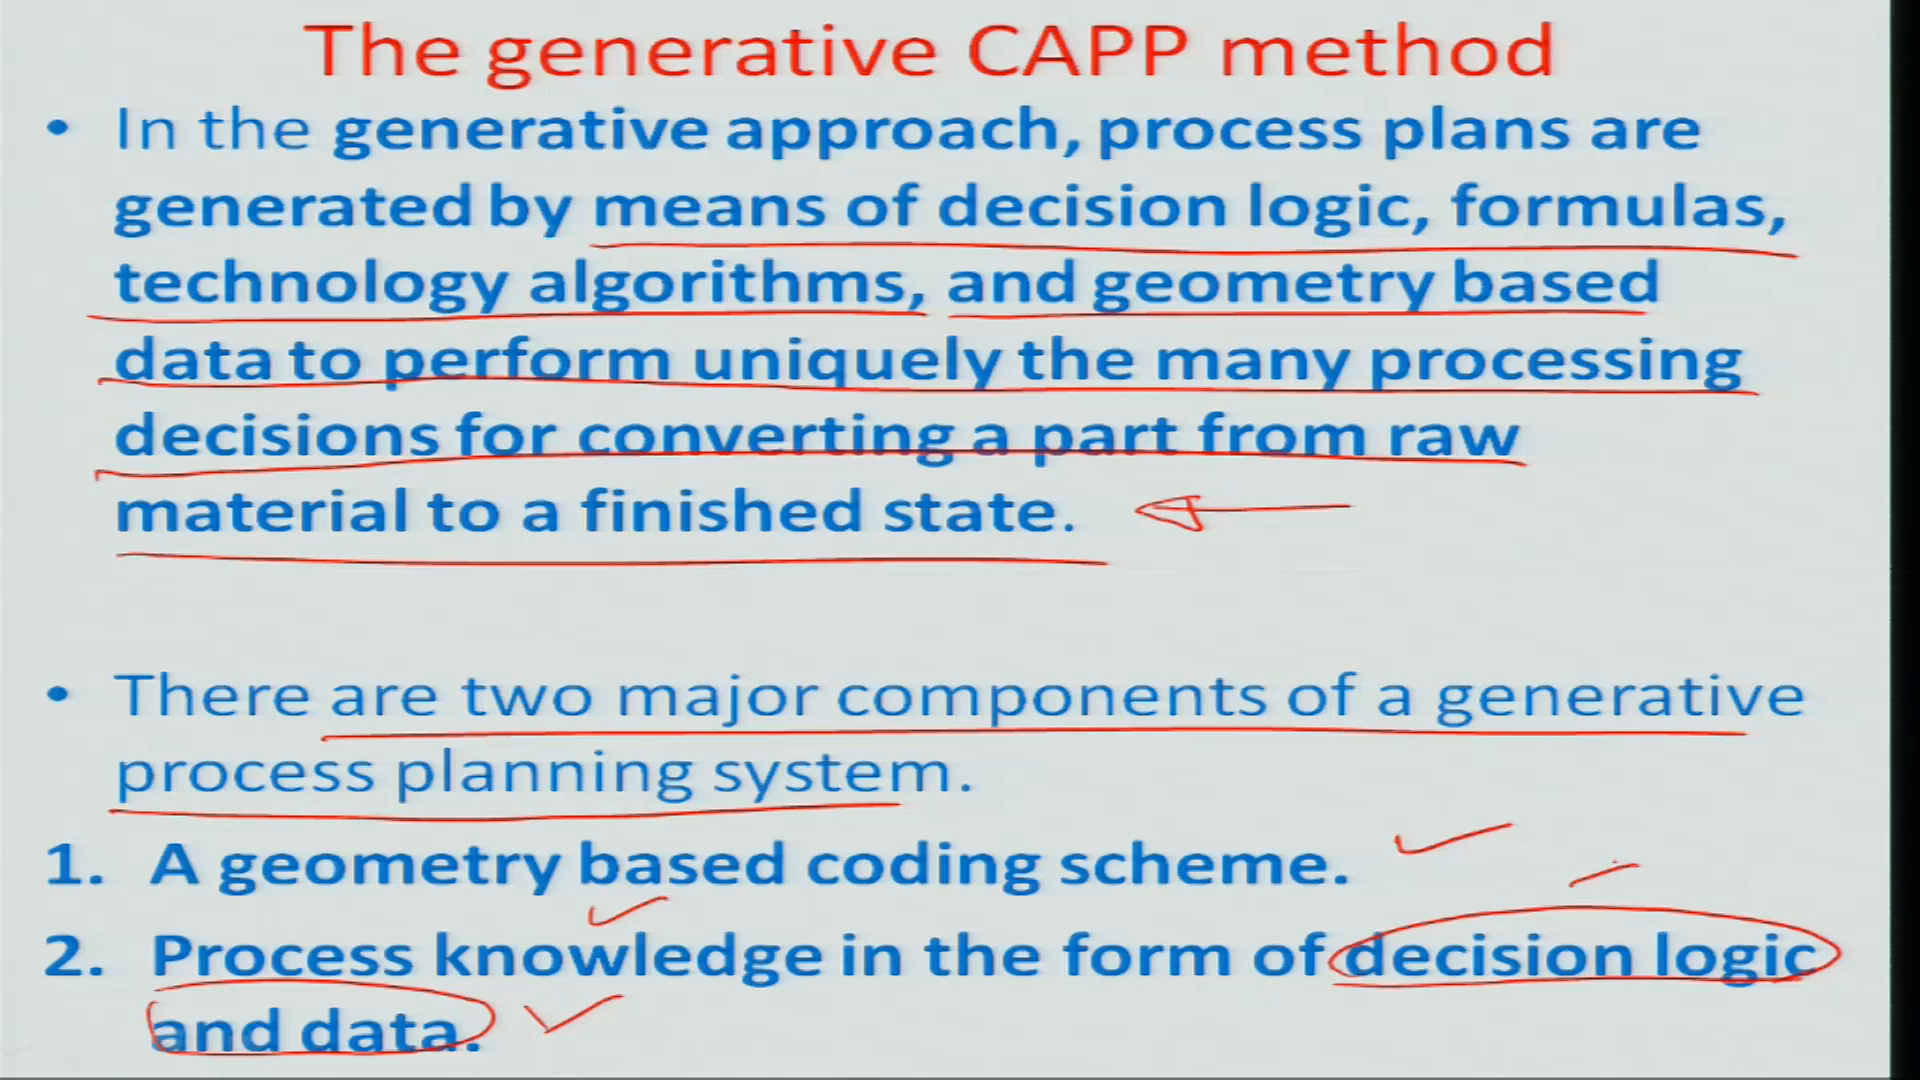 The generative CAPP method
• In the generative approach, process plans are
generated by means of decision logic, formulas,
technology algorithms, and geometry based
data to perform uniquely the many processing
decisions for converting a part from raw
material to a finished state.
• There are two major components of a generative
process planning system.
1. A geometry based coding scheme.
2. Process knowledge in the form of decision logic
and data.